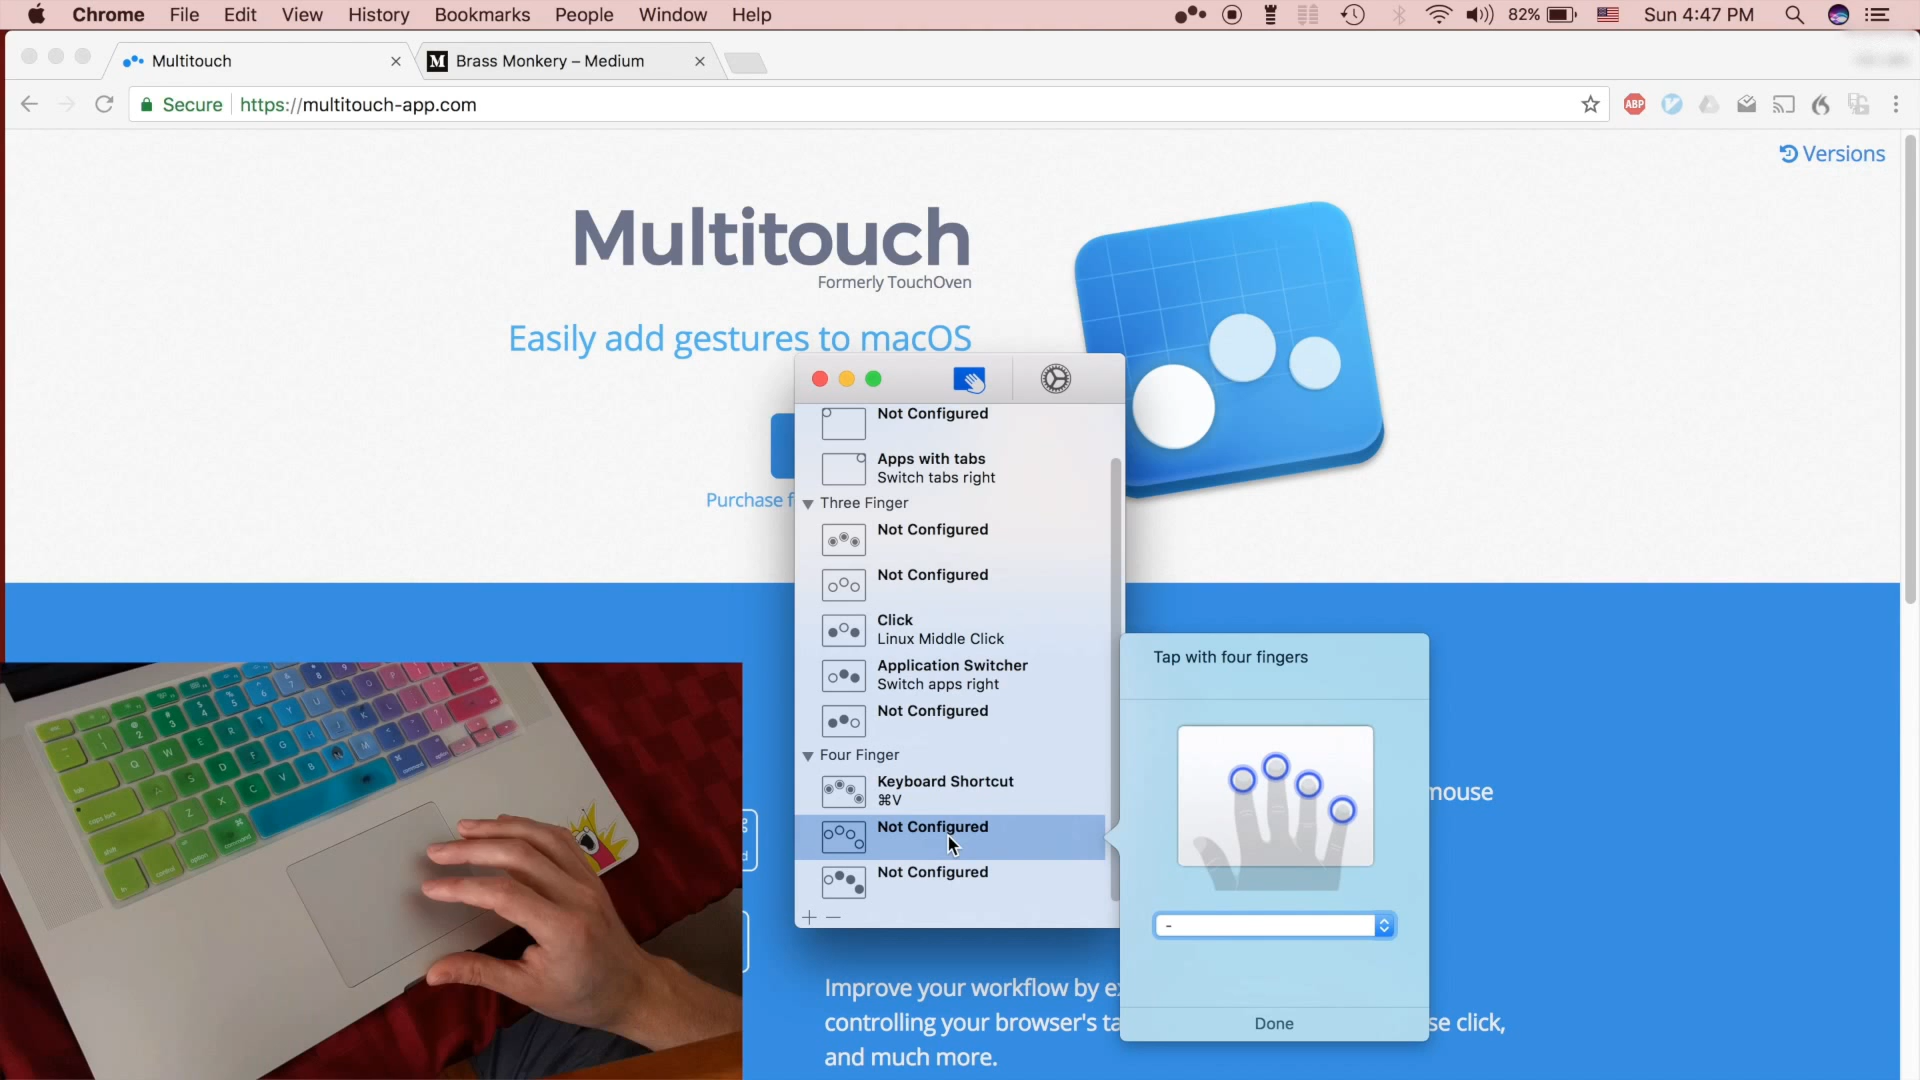 Chrome File Edit View History Bookmarks People Window Help
82% Sun 4:47 PM
Multitouch
M Brass Monkery – Medium
Secure https://multitouch-app.com
ABP
Versions
Multitouch
Formerly TouchOven
Easily add gestures to macOS
Purchase f
Not Configured
Apps with tabs
Switch tabs right
Three Finger
Not Configured
Not Configured
Click
Linux Middle Click
Application Switcher
Switch apps right
Not Configured
Four Finger
Keyboard Shortcut
⌘V
Not Configured
Not Configured
Tap with four fingers
-
Done
mouse
Improve your workflow by e
controlling your browser's ta
se click,
and much more.